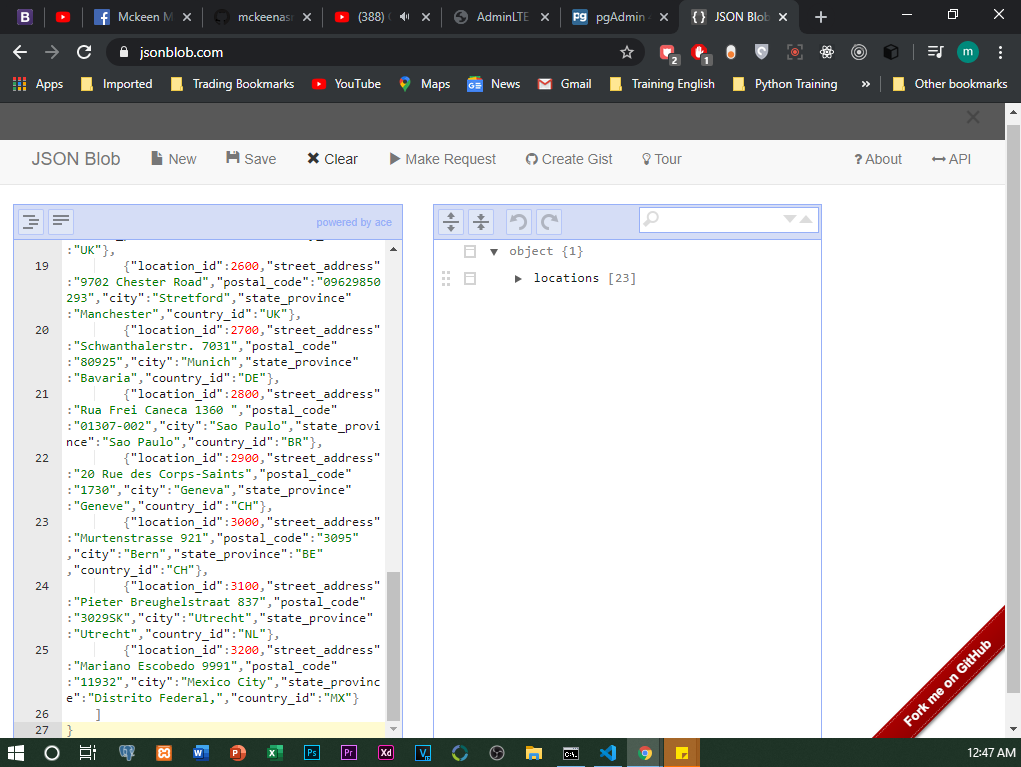 B
Mckeen M
mckeenasr
(388)
AdminLTE
pgAdmin
JSON Blob
jsonblob.com
2
1
m
Apps
Imported
Trading Bookmarks
YouTube
Maps
News
Gmail
Training English
Python Training
»
Other bookmarks
JSON Blob
New
Save
Clear
Make Request
Create Gist
Tour
? About
API
powered by ace
:"UK"},
19 {"location_id":2600,"street_address"
:"9702 Chester Road","postal_code":"09629850
293","city":"Stretford","state_province"
:"Manchester","country_id":"UK"},
20 {"location_id":2700,"street_address"
:"Schwanthalerstr. 7031","postal_code"
:"80925","city":"Munich","state_province"
:"Bavaria","country_id":"DE"},
21 {"location_id":2800,"street_address"
:"Rua Frei Caneca 1360 ","postal_code"
:"01307-002","city":"Sao Paulo","state_provi
nce":"Sao Paulo","country_id":"BR"},
22 {"location_id":2900,"street_address"
:"20 Rue des Corps-Saints","postal_code"
:"1730","city":"Geneva","state_province"
:"Geneve","country_id":"CH"},
23 {"location_id":3000,"street_address"
:"Murtenstrasse 921","postal_code":"3095"
,"city":"Bern","state_province":"BE"
,"country_id":"CH"},
24 {"location_id":3100,"street_address"
:"Pieter Breughelstraat 837","postal_code"
:"3029SK","city":"Utrecht","state_province"
:"Utrecht","country_id":"NL"},
25 {"location_id":3200,"street_address"
:"Mariano Escobedo 9991","postal_code"
:"11932","city":"Mexico City","state_provinc
e":"Distrito Federal,","country_id":"MX"}
26 ]
27 }
object {1}
locations [23]
Fork me on GitHub
12:47 AM